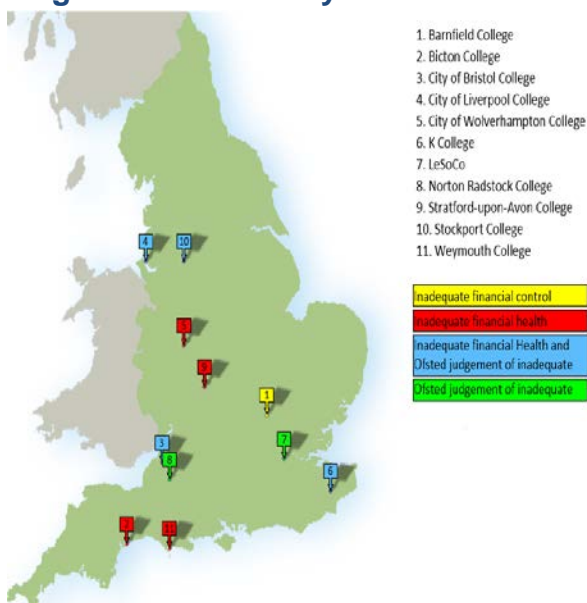 1. Barnfield College
2. Bicton College
3. City of Bristol College
4. City of Liverpool College
5. City of Wolverhampton College
6. K College
7. LeSoCo
8. Norton Radstock College
9. Stratford-upon-Avon College
10. Stockport College
11. Weymouth College
4
10
5
9
1
3
8
7
6
2
11
Inadequate financial control
Inadequate financial health
Inadequate financial Health and
Ofsted judgement of inadequate
Ofsted judgement of inadequate